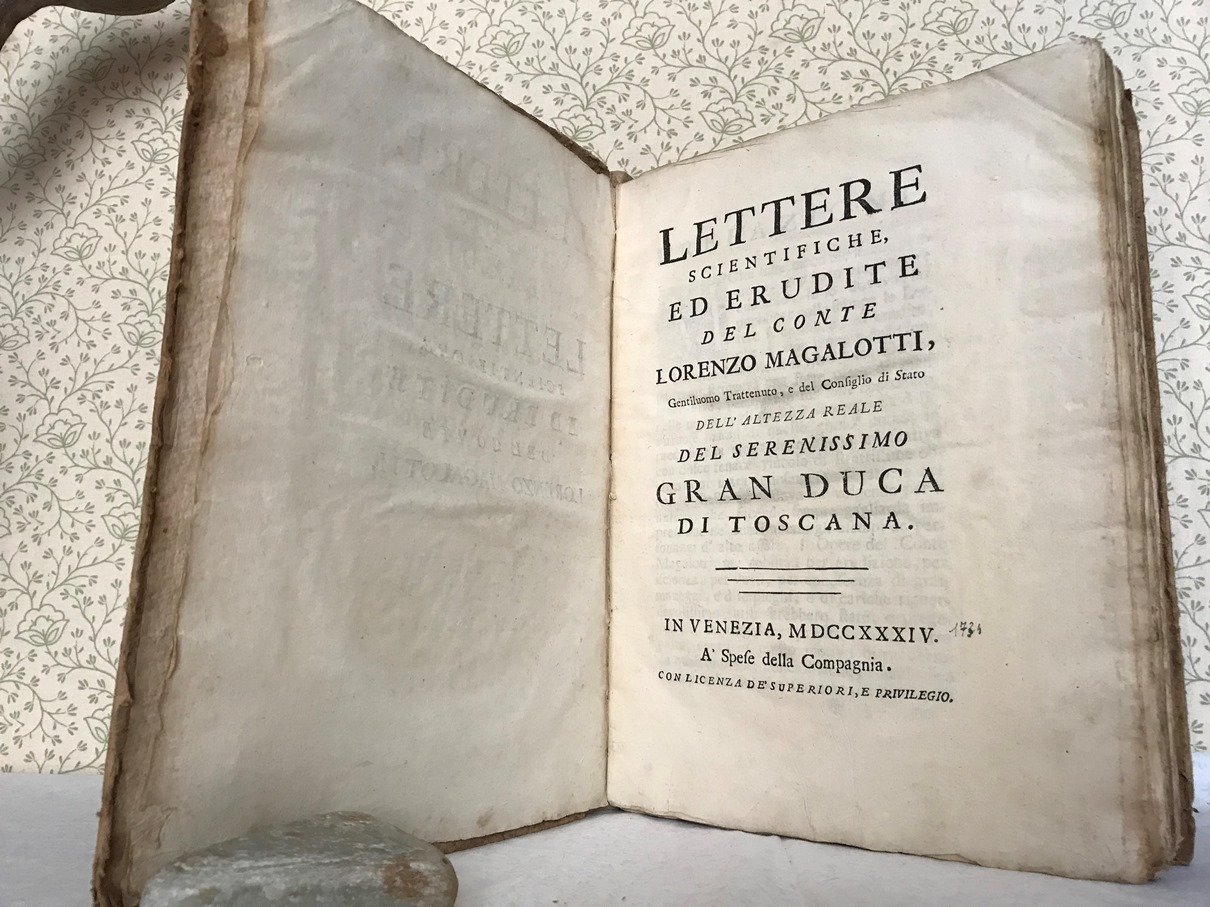 LETTERE
SCIENTIFICHE,
ED ERUDITE
DEL CONTE
LORENZO MAGALOTTI,
Gentiluomo Trattenuto, e del Conſiglio di Stato
DELL' ALTEZZA REALE
DEL SERENISSIMO
GRAN DUCA
DI TOSCANA.
IN VENEZIA, MDCCXXXIV. 1734
A' Speſe della Compagnia.
CON LICENZA DE' SUPERIORI, E PRIVILEGIO.